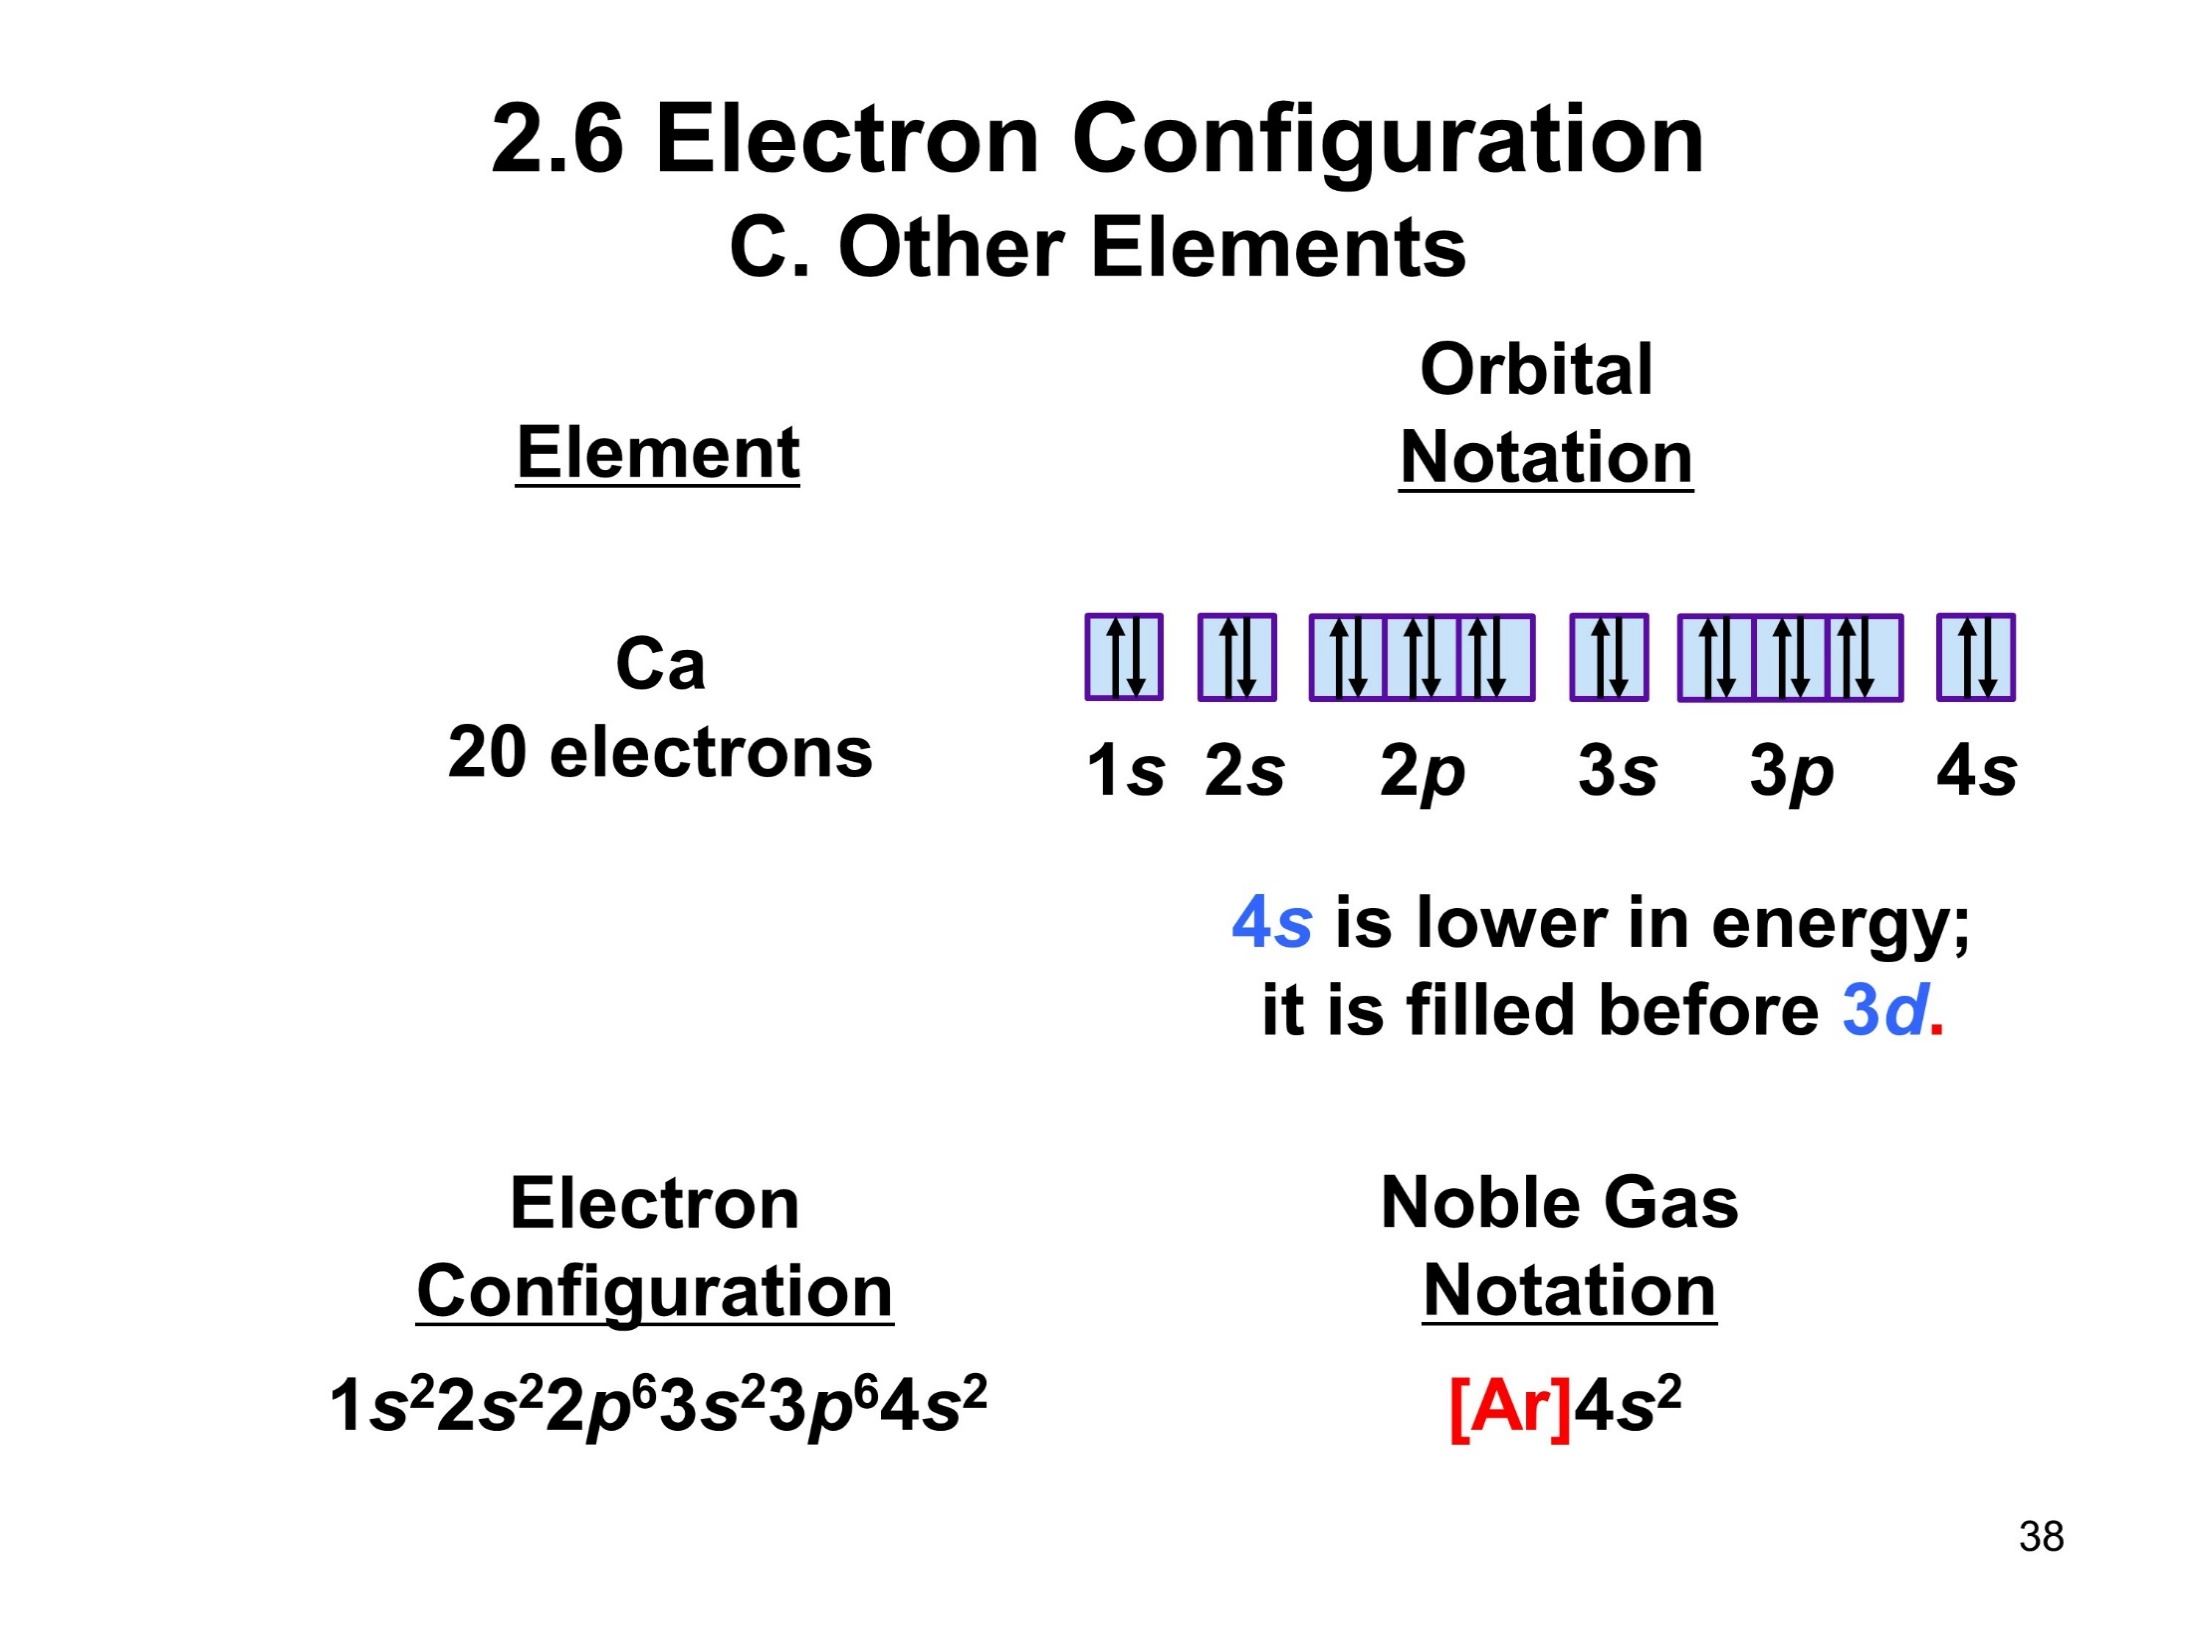 2.6 Electron Configuration
C. Other Elements
Element
Orbital
Notation
Ca
20 electrons
1s 2s 2p 3s 3p 4s
4s is lower in energy;
it is filled before 3d.
Electron
Configuration
1s²2s²2p⁶3s²3p⁶4s²
Noble Gas
Notation
[Ar]4s²
38